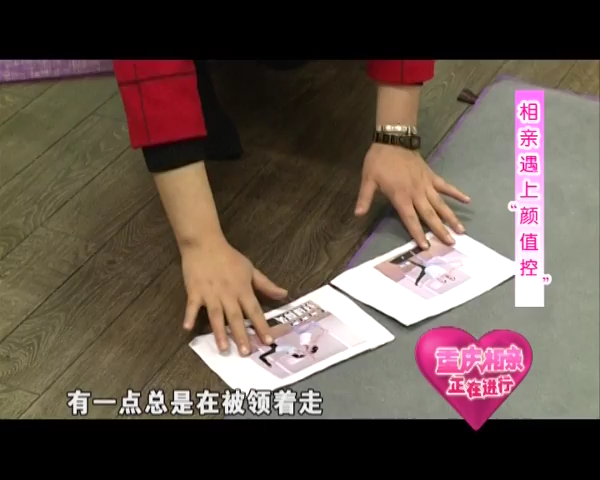 相亲遇上
“颜值控”
重庆相亲
正在进行
有一点总是在被领着走